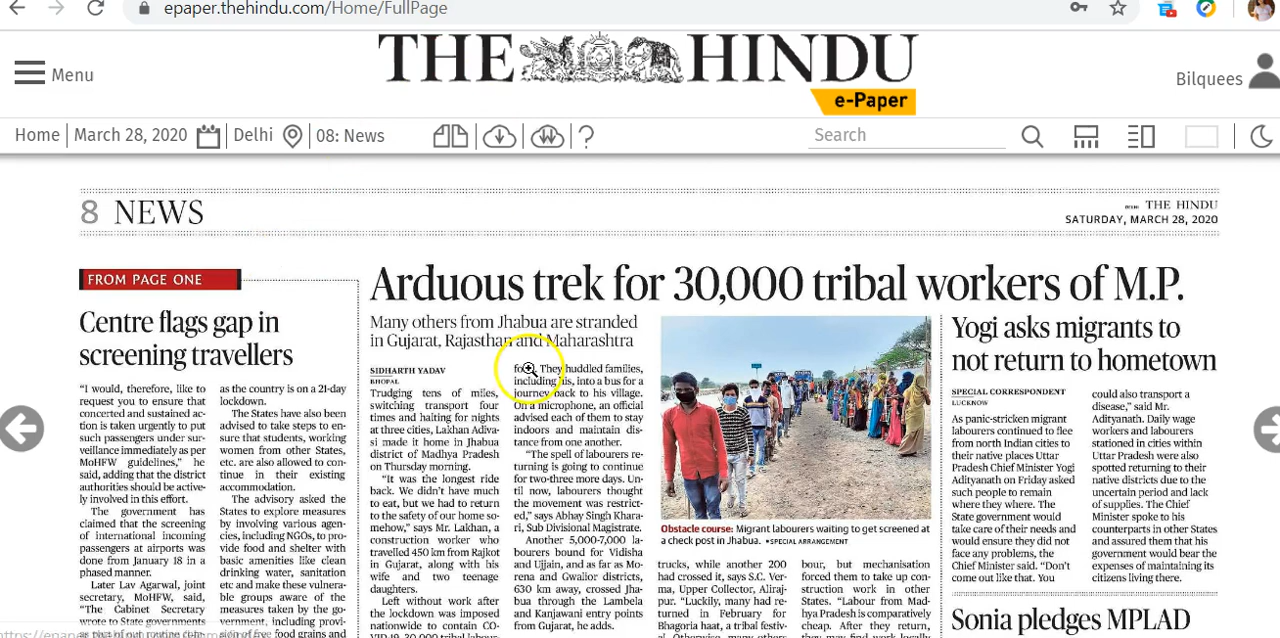 epaper.thehindu.com/Home/FullPage
THE HINDU
e-Paper
Menu
Bilquees
Home
March 28, 2020
Delhi
08: News
?
Search
8 NEWS
THE HINDU
SATURDAY, MARCH 28, 2020
FROM PAGE ONE
Centre flags gap in
screening travellers
“I would, therefore, like to
request you to ensure that
concerted and sustained ac-
tion is taken urgently to put
such passengers under sur-
veillance immediately as per
MoHFW guidelines,” he
said, adding that the district
authorities should be active-
ly involved in this effort.
The government has
claimed that the screening
of international incoming
passengers at airports was
done from January 18 in a
phased manner.
Later Lav Agarwal, joint
secretary, MoHFW, said,
“The Cabinet Secretary
wrote to State governments
as the country is on a 21-day
lockdown.
The States have also been
advised to take steps to en-
sure that students, working
women from other States,
etc. are also allowed to con-
tinue in their existing
accommodation.
The advisory asked the
States to explore measures
by involving various agen-
cies, including NGOs, to pro-
vide food and shelter with
basic amenities like clean
drinking water, sanitation
etc and make these vulnera-
ble groups aware of the
measures taken by the go-
vernment, including provi-
sion of five food grains and
Arduous trek for 30,000 tribal workers of M.P.
Many others from Jhabua are stranded
in Gujarat, Rajasthan and Maharashtra
SIDHARTH YADAV
BHOPAL
Trudging tens of miles,
switching transport four
times and halting for nights
at three cities, Lakhan Adiva-
si made it home in Jhabua
district of Madhya Pradesh
on Thursday morning.
“It was the longest ride
back. We didn’t have much
to eat, but we had to return
to the safety of our home so-
mehow,” says Mr. Lakhan, a
construction worker who
travelled 450 km from Rajkot
in Gujarat, along with his
wife and two teenage
daughters.
Left without work after
the lockdown was imposed
nationwide to contain CO-
VID-19, 30,000 tribal labour-
They huddled families,
including his, into a bus for a
journey back to his village.
On a microphone, an official
advised each of them to stay
indoors and maintain dis-
tance from one another.
“The spell of labourers re-
turning is going to continue
for two-three more days. Un-
til now, labourers thought
the movement was restrict-
ed,” says Abhay Singh Khara-
ri, Sub Divisional Magistrate.
Another 5,000-7,000 la-
bourers bound for Vidisha
and Ujjain, and as far as Mo-
rena and Gwalior districts,
630 km away, crossed Jha-
bua through the Lambela
and Kanjawani entry points
from Gujarat, he adds.
Obstacle course: Migrant labourers waiting to get screened at
a check post in Jhabua. •SPECIAL ARRANGEMENT
trucks, while another 200
had crossed it, says S.C. Ver-
ma, Upper Collector, Aliraj-
pur. “Luckily, many had re-
turned in February for
Bhagoria haat, a tribal festiv-
al. Otherwise, many others
bour, but mechanisation
forced them to take up con-
struction work in other
States. “Labour from Mad-
hya Pradesh is comparatively
cheap. After they return,
they may find work locally
Yogi asks migrants to
not return to hometown
SPECIAL CORRESPONDENT
LUCKNOW
As panic-stricken migrant
labourers continued to flee
from north Indian cities to
their native places Uttar
Pradesh Chief Minister Yogi
Adityanath on Friday asked
such people to remain
where they were. The
State government would
take care of their needs and
would ensure they did not
face any problems, the
Chief Minister said. “Don’t
come out like that. You
could also transport a
disease,” said Mr.
Adityanath. Daily wage
workers and labourers
stationed in cities within
Uttar Pradesh were also
spotted returning to their
native districts due to the
uncertain period and lack
of supplies. The Chief
Minister spoke to his
counterparts in other States
and assured them that his
government would bear the
expenses of maintaining its
citizens living there.
Sonia pledges MPLAD